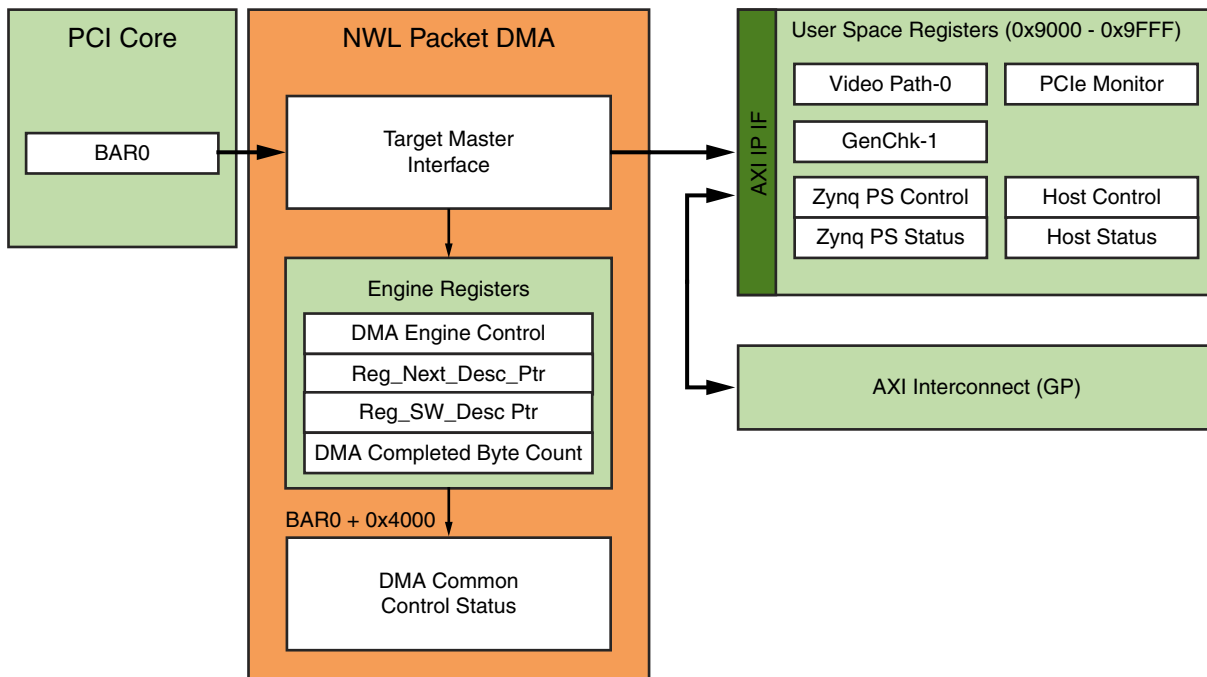 PCI Core
BAR0
NWL Packet DMA
Target Master
Interface
Engine Registers
DMA Engine Control
Reg_Next_Desc_Ptr
Reg_SW_Desc Ptr
DMA Completed Byte Count
BAR0 + 0x4000
DMA Common
Control Status
AXI IP IF
User Space Registers (0x9000 - 0x9FFF)
Video Path-0
PCIe Monitor
GenChk-1
Zynq PS Control
Host Control
Zynq PS Status
Host Status
AXI Interconnect (GP)